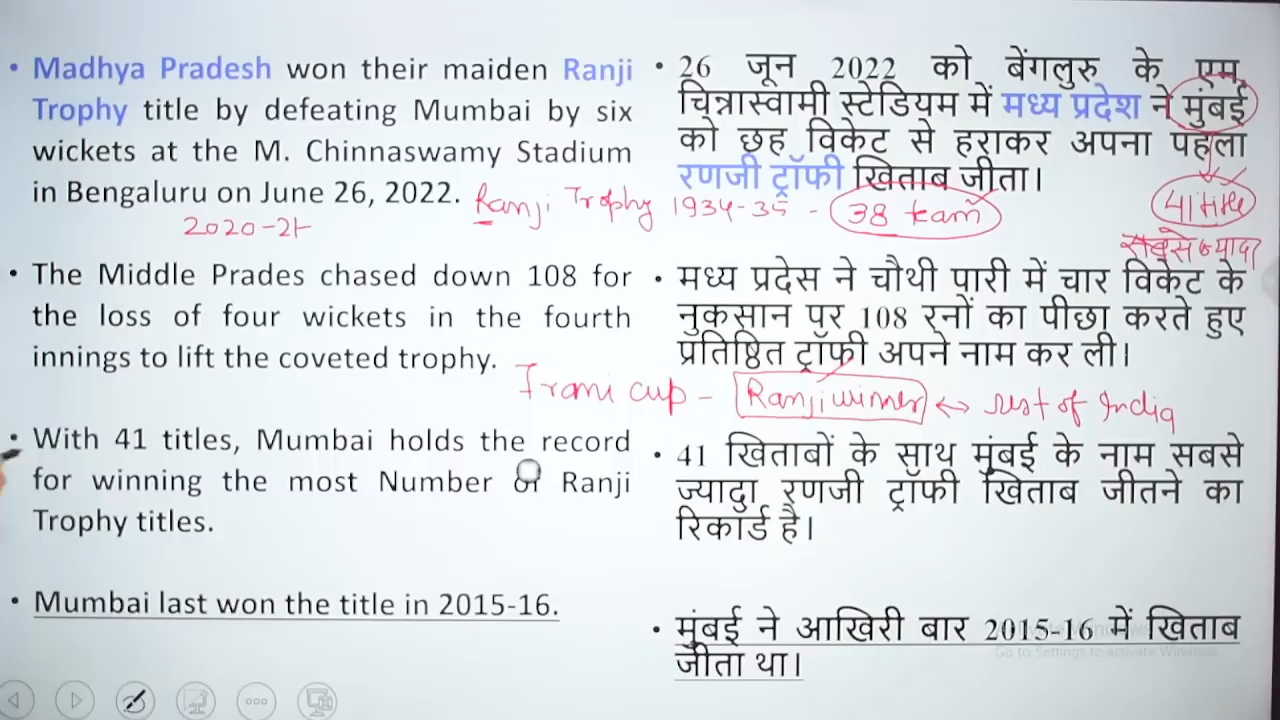 • Madhya Pradesh won their maiden Ranji
Trophy title by defeating Mumbai by six
wickets at the M. Chinnaswamy Stadium
in Bengaluru on June 26, 2022.
2020-21
• The Middle Prades chased down 108 for
the loss of four wickets in the fourth
innings to lift the coveted trophy.
• With 41 titles, Mumbai holds the record
for winning the most Number of Ranji
Trophy titles.
• Mumbai last won the title in 2015-16.
• 26 जून 2022 को बेंगलुरु के एम.
चिन्नास्वामी स्टेडियम में मध्य प्रदेश ने मुंबई
को छह विकेट से हराकर अपना पहला
रणजी ट्रॉफी खिताब जीता।
Ranji Trophy 1934-35 - 38 team
41 title
सबसे ज्यादा
• मध्य प्रदेस ने चौथी पारी में चार विकेट के
नुकसान पर 108 रनों का पीछा करते हुए
प्रतिष्ठित ट्रॉफी अपने नाम कर ली।
Irani cup - Ranji winner ↔ rest of India
• 41 खिताबों के साथ मुंबई के नाम सबसे
ज्यादा रणजी ट्रॉफी खिताब जीतने का
रिकार्ड है।
• मुंबई ने आखिरी बार 2015-16 में खिताब
जीता था।
Go to Settings to activate Windows.